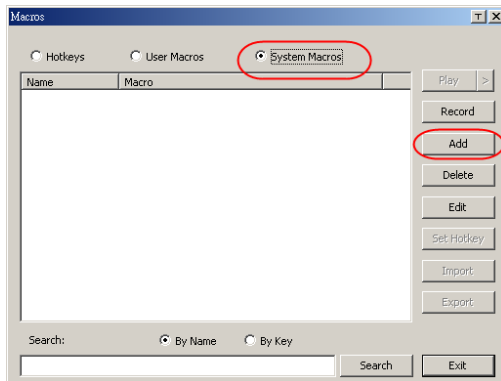 Macros
Hotkeys User Macros System Macros
Name Macro
Play >
Record
Add
Delete
Edit
Set Hotkey
Import
Export
Search: By Name By Key
Search Exit